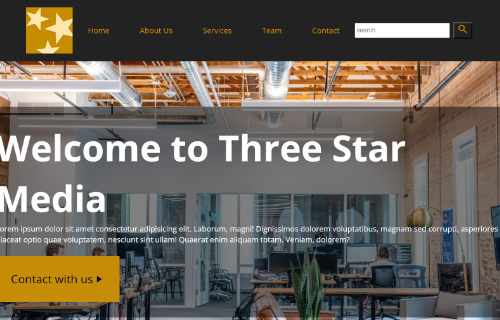 Home About Us Services Team Contact search
Welcome to Three Star
Media
orem ipsum dolor sit amet consectetur adipisicing elit. Laborum, magni! Dignissimos dolorem voluptatibus, magnam sed corrupti, asperiores
placeat optio quae voluptatem, nesciunt sint ullam! Quaerat enim aliquam totam. Veniam, dolorem?
Contact with us